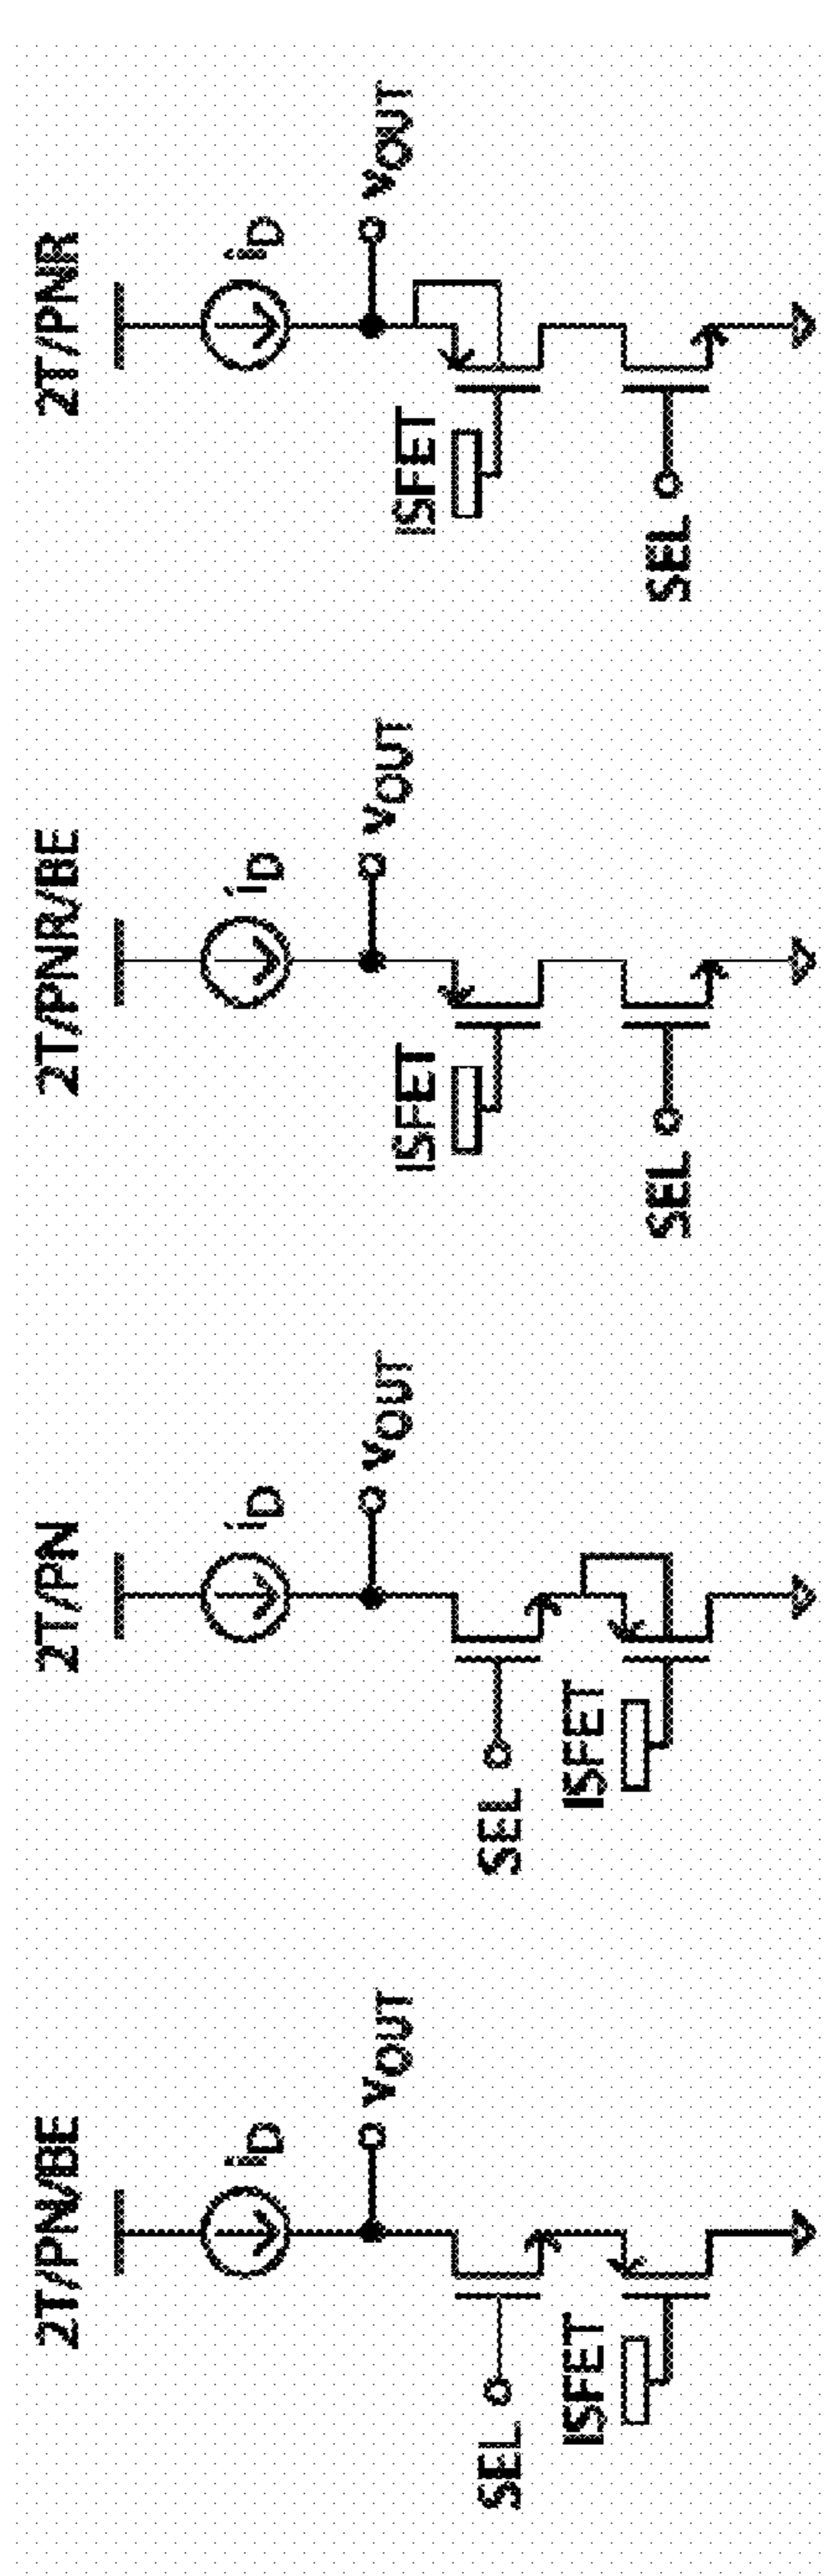 2T/PN/BE
iD
VOUT
SEL
ISFET
2T/PN
iD
VOUT
SEL
ISFET
2T/PNR/BE
iD
VOUT
ISFET
SEL
2T/PNR
iD
VOUT
ISFET
SEL